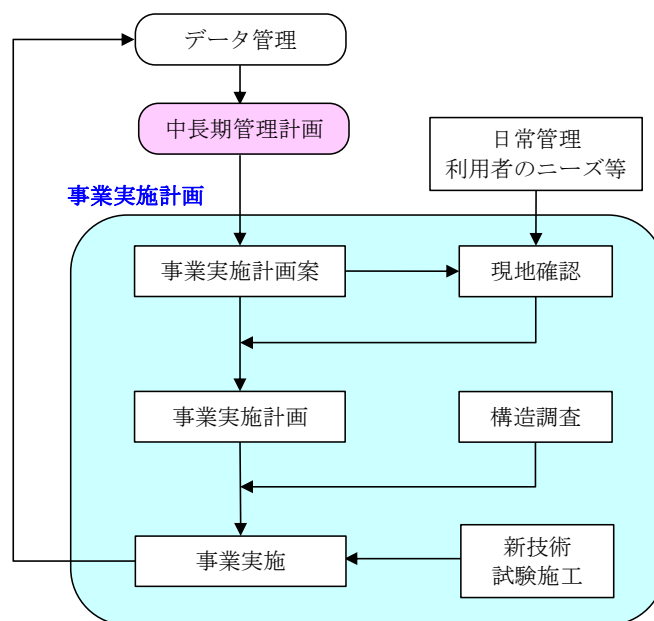 データ管理
中長期管理計画
日常管理
利用者のニーズ等
事業実施計画
事業実施計画案
現地確認
事業実施計画
構造調査
事業実施
新技術
試験施工